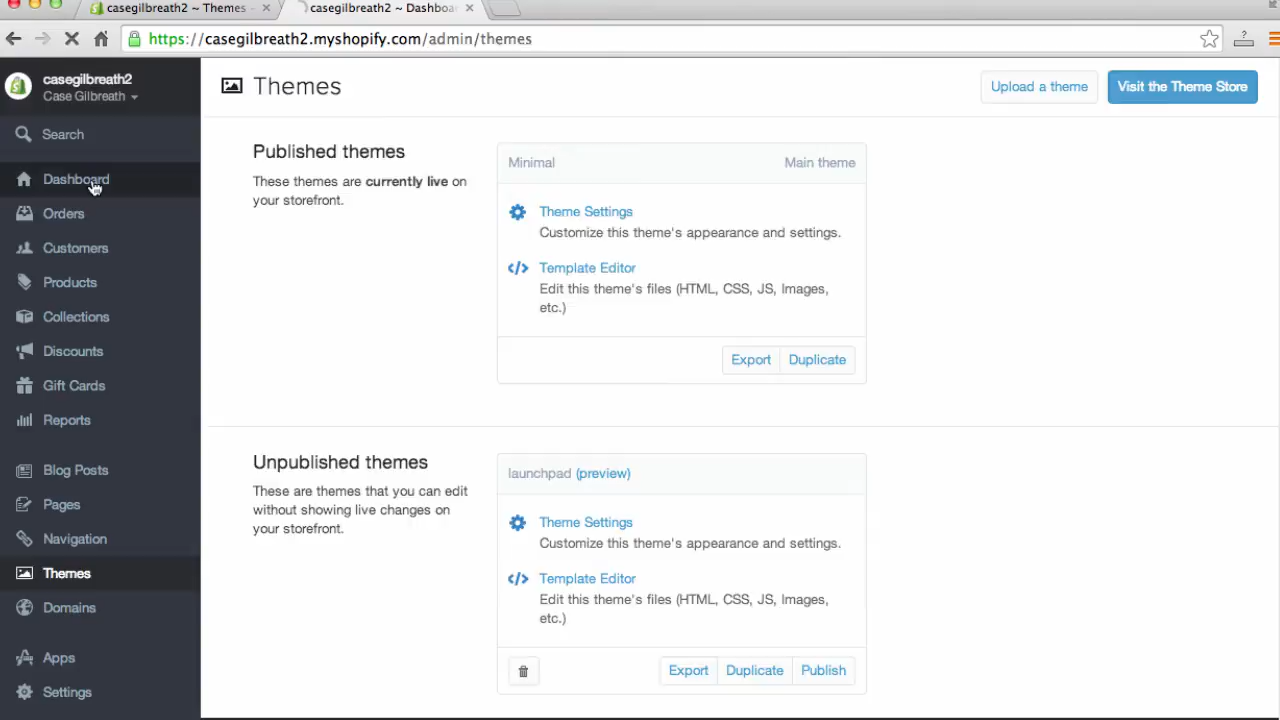 casegilbreath2 ~ Themes
casegilbreath2 ~ Dashboa
https://casegilbreath2.myshopify.com/admin/themes
casegilbreath2
Case Gilbreath
Search
Dashboard
Orders
Customers
Products
Collections
Discounts
Gift Cards
Reports
Blog Posts
Pages
Navigation
Themes
Domains
Apps
Settings
Themes
Upload a theme
Visit the Theme Store
Published themes
These themes are currently live on
your storefront.
Minimal
Main theme
Theme Settings
Customize this theme's appearance and settings.
Template Editor
Edit this theme's files (HTML, CSS, JS, Images,
etc.)
Export
Duplicate
Unpublished themes
These are themes that you can edit
without showing live changes on
your storefront.
launchpad (preview)
Theme Settings
Customize this theme's appearance and settings.
Template Editor
Edit this theme's files (HTML, CSS, JS, Images,
etc.)
Export
Duplicate
Publish